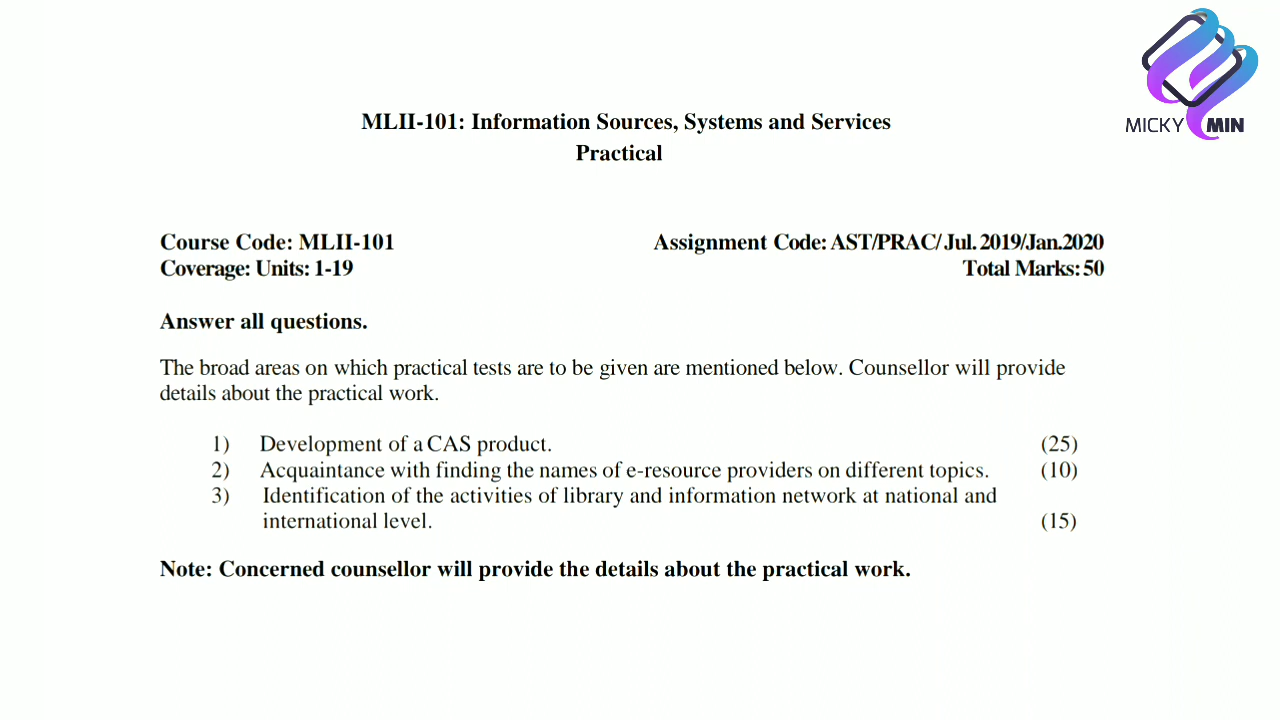 MICKY MIN
MLII-101: Information Sources, Systems and Services
Practical
Course Code: MLII-101 Assignment Code: AST/PRAC/ Jul. 2019/Jan.2020
Coverage: Units: 1-19 Total Marks: 50
Answer all questions.
The broad areas on which practical tests are to be given are mentioned below. Counsellor will provide
details about the practical work.
1) Development of a CAS product. (25)
2) Acquaintance with finding the names of e-resource providers on different topics. (10)
3) Identification of the activities of library and information network at national and
international level. (15)
Note: Concerned counsellor will provide the details about the practical work.